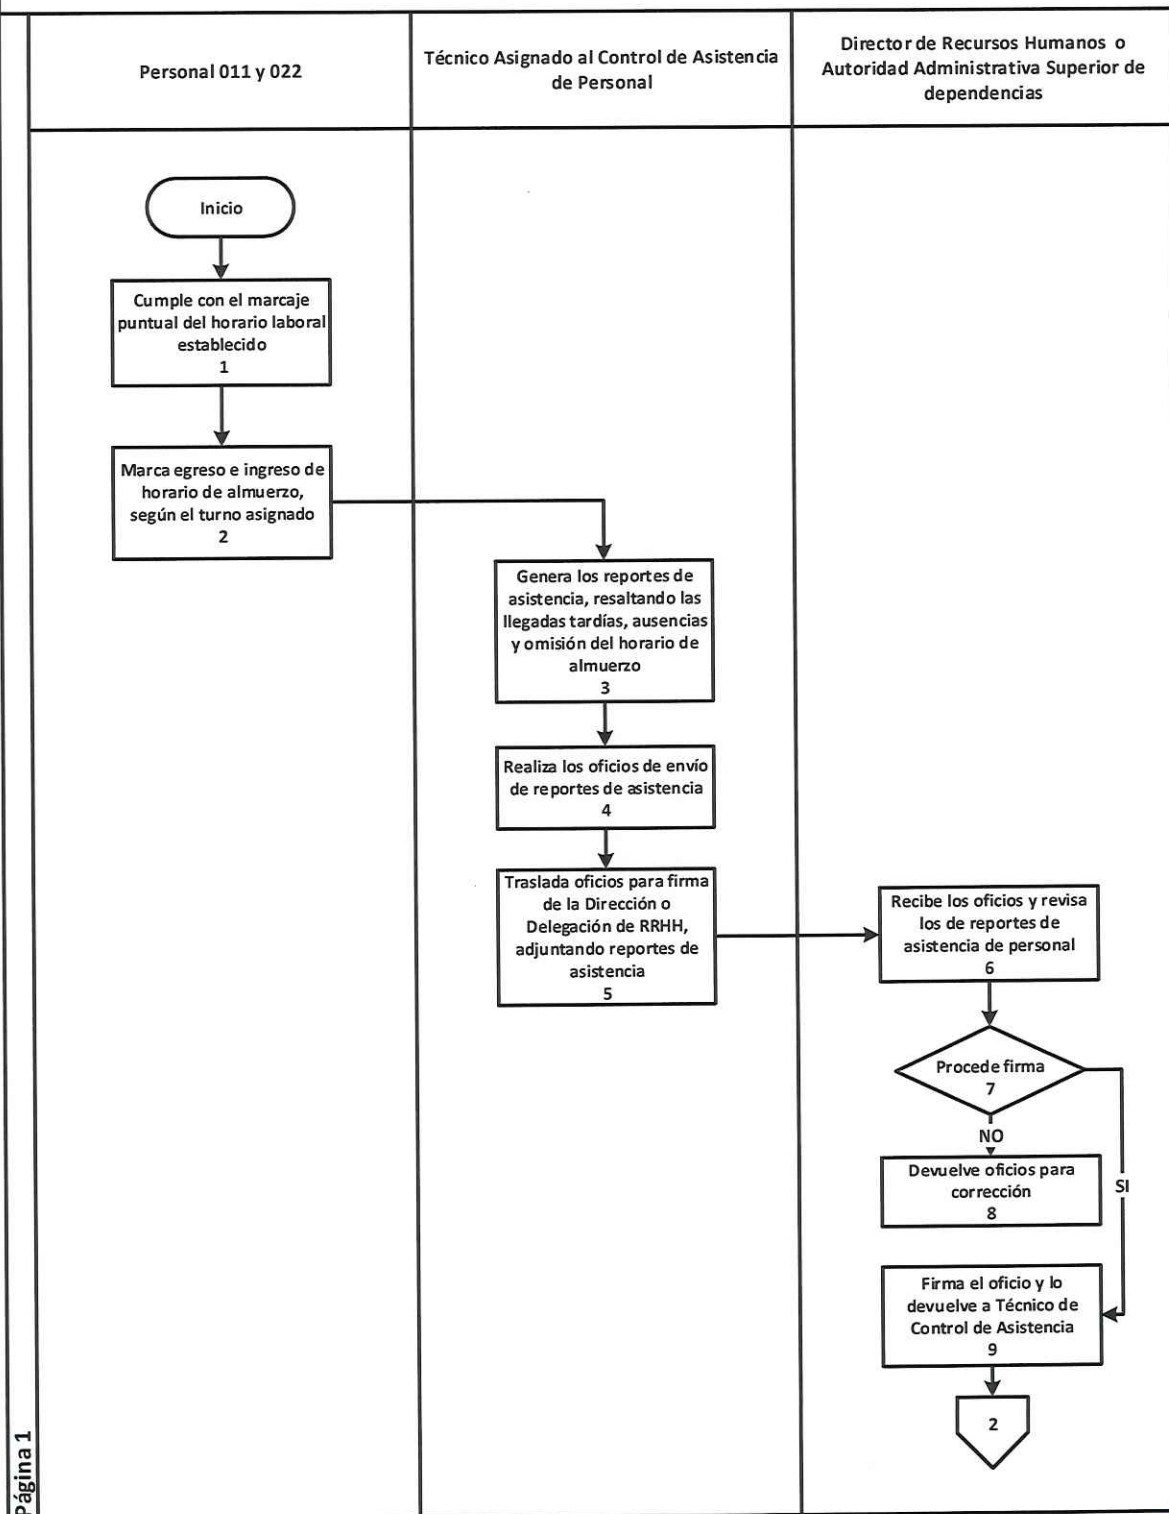 Personal 011 y 022
Técnico Asignado al Control de Asistencia
de Personal
Director de Recursos Humanos o
Autoridad Administrativa Superior de
dependencias
Inicio
Cumple con el marcaje
puntual del horario laboral
establecido
1
Marca egreso e ingreso de
horario de almuerzo,
según el turno asignado
2
Genera los reportes de
asistencia, resaltando las
llegadas tardías, ausencias
y omisión del horario de
almuerzo
3
Realiza los oficios de envío
de reportes de asistencia
4
Traslada oficios para firma
de la Dirección o
Delegación de RRHH,
adjuntando reportes de
asistencia
5
Recibe los oficios y revisa
los de reportes de
asistencia de personal
6
Procede firma
7
NO
SI
Devuelve oficios para
corrección
8
Firma el oficio y lo
devuelve a Técnico de
Control de Asistencia
9
2
Página 1